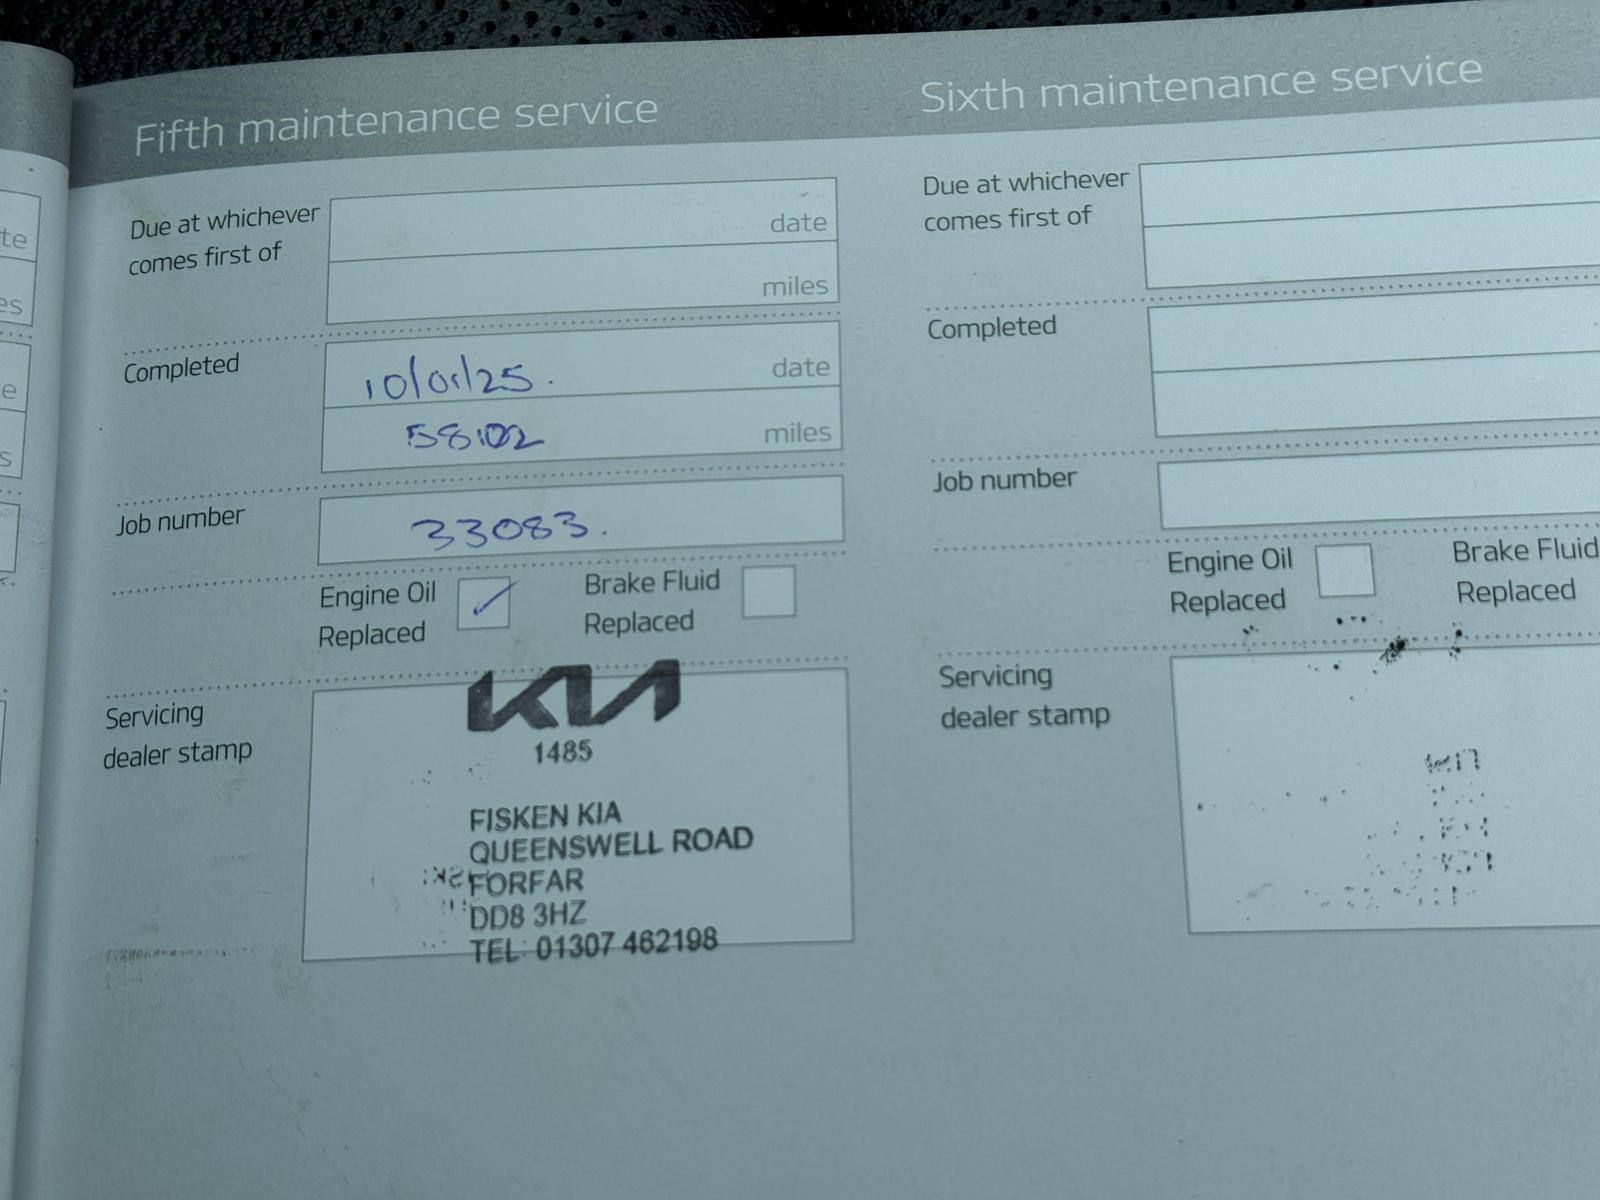 Fifth maintenance service
Due at whichever
comes first of
date
miles
Completed
10/01/25.
date
58102
miles
Job number
33083.
Engine Oil
Replaced
Brake Fluid
Replaced
Servicing
dealer stamp
KIA
1485
FISKEN KIA
QUEENSWELL ROAD
FORFAR
DD8 3HZ
TEL: 01307 462198
Sixth maintenance service
Due at whichever
comes first of
Completed
Job number
Engine Oil
Replaced
Brake Fluid
Replaced
Servicing
dealer stamp